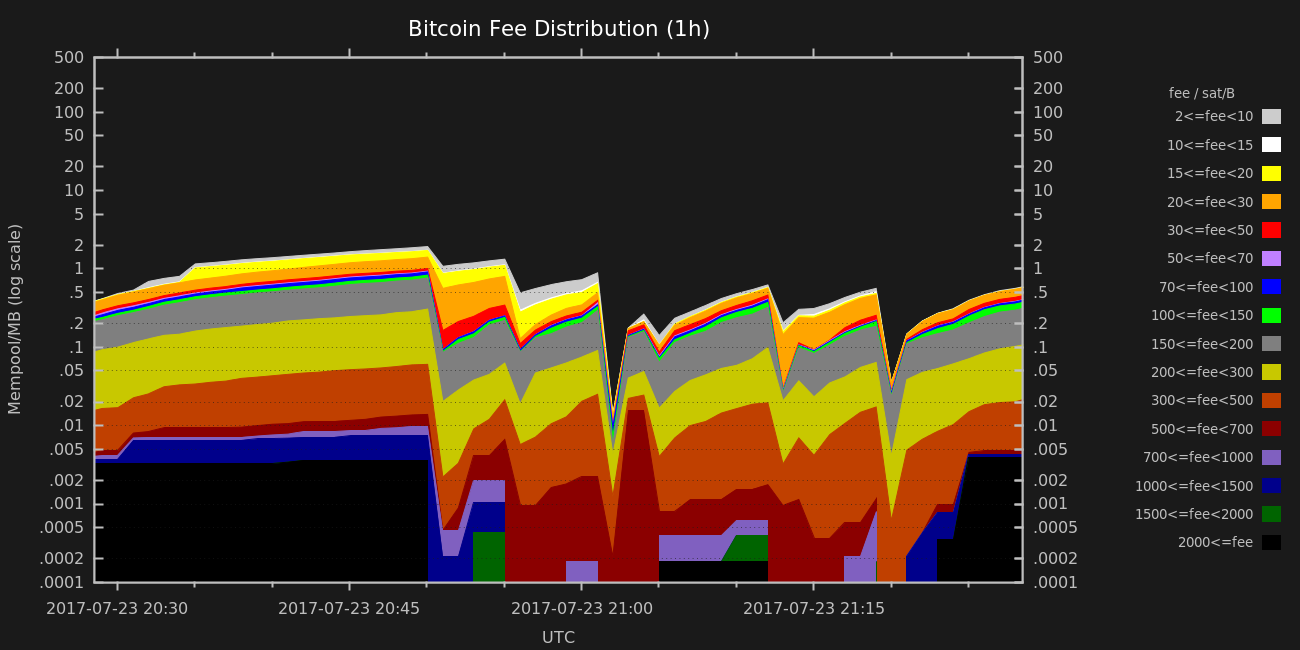 Bitcoin Fee Distribution (1h)
500 500
200 200
100 100
50 50
20 20
10 10
5 5
2 2
1 1
.5 .5
.2 .2
.1 .1
.05 .05
.02 .02
.01 .01
.005 .005
.002 .002
.001 .001
.0005 .0005
.0002 .0002
.0001 .0001
Mempool/MB (log scale)
2017-07-23 20:30 2017-07-23 20:45 2017-07-23 21:00 2017-07-23 21:15
UTC
fee / sat/B
2<=fee<10
10<=fee<15
15<=fee<20
20<=fee<30
30<=fee<50
50<=fee<70
70<=fee<100
100<=fee<150
150<=fee<200
200<=fee<300
300<=fee<500
500<=fee<700
700<=fee<1000
1000<=fee<1500
1500<=fee<2000
2000<=fee